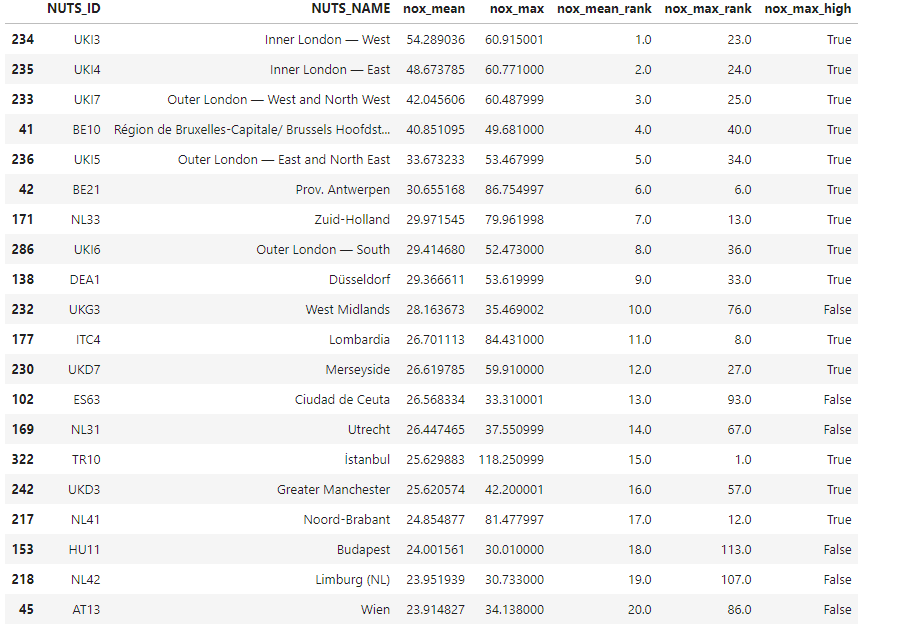 NUTS_ID NUTS_NAME nox_mean nox_max nox_mean_rank nox_max_rank nox_max_high
234 UKI3 Inner London — West 54.289036 60.915001 1.0 23.0 True
235 UKI4 Inner London — East 48.673785 60.771000 2.0 24.0 True
233 UKI7 Outer London — West and North West 42.045606 60.487999 3.0 25.0 True
41 BE10 Région de Bruxelles-Capitale/ Brussels Hoofdst... 40.851095 49.681000 4.0 40.0 True
236 UKI5 Outer London — East and North East 33.673233 53.467999 5.0 34.0 True
42 BE21 Prov. Antwerpen 30.655168 86.754997 6.0 6.0 True
171 NL33 Zuid-Holland 29.971545 79.961998 7.0 13.0 True
286 UKI6 Outer London — South 29.414680 52.473000 8.0 36.0 True
138 DEA1 Düsseldorf 29.366611 53.619999 9.0 33.0 True
232 UKG3 West Midlands 28.163673 35.469002 10.0 76.0 False
177 ITC4 Lombardia 26.701113 84.431000 11.0 8.0 True
230 UKD7 Merseyside 26.619785 59.910000 12.0 27.0 True
102 ES63 Ciudad de Ceuta 26.568334 33.310001 13.0 93.0 False
169 NL31 Utrecht 26.447465 37.550999 14.0 67.0 False
322 TR10 İstanbul 25.629883 118.250999 15.0 1.0 True
242 UKD3 Greater Manchester 25.620574 42.200001 16.0 57.0 True
217 NL41 Noord-Brabant 24.854877 81.477997 17.0 12.0 True
153 HU11 Budapest 24.001561 30.010000 18.0 113.0 False
218 NL42 Limburg (NL) 23.951939 30.733000 19.0 107.0 False
45 AT13 Wien 23.914827 34.138000 20.0 86.0 False